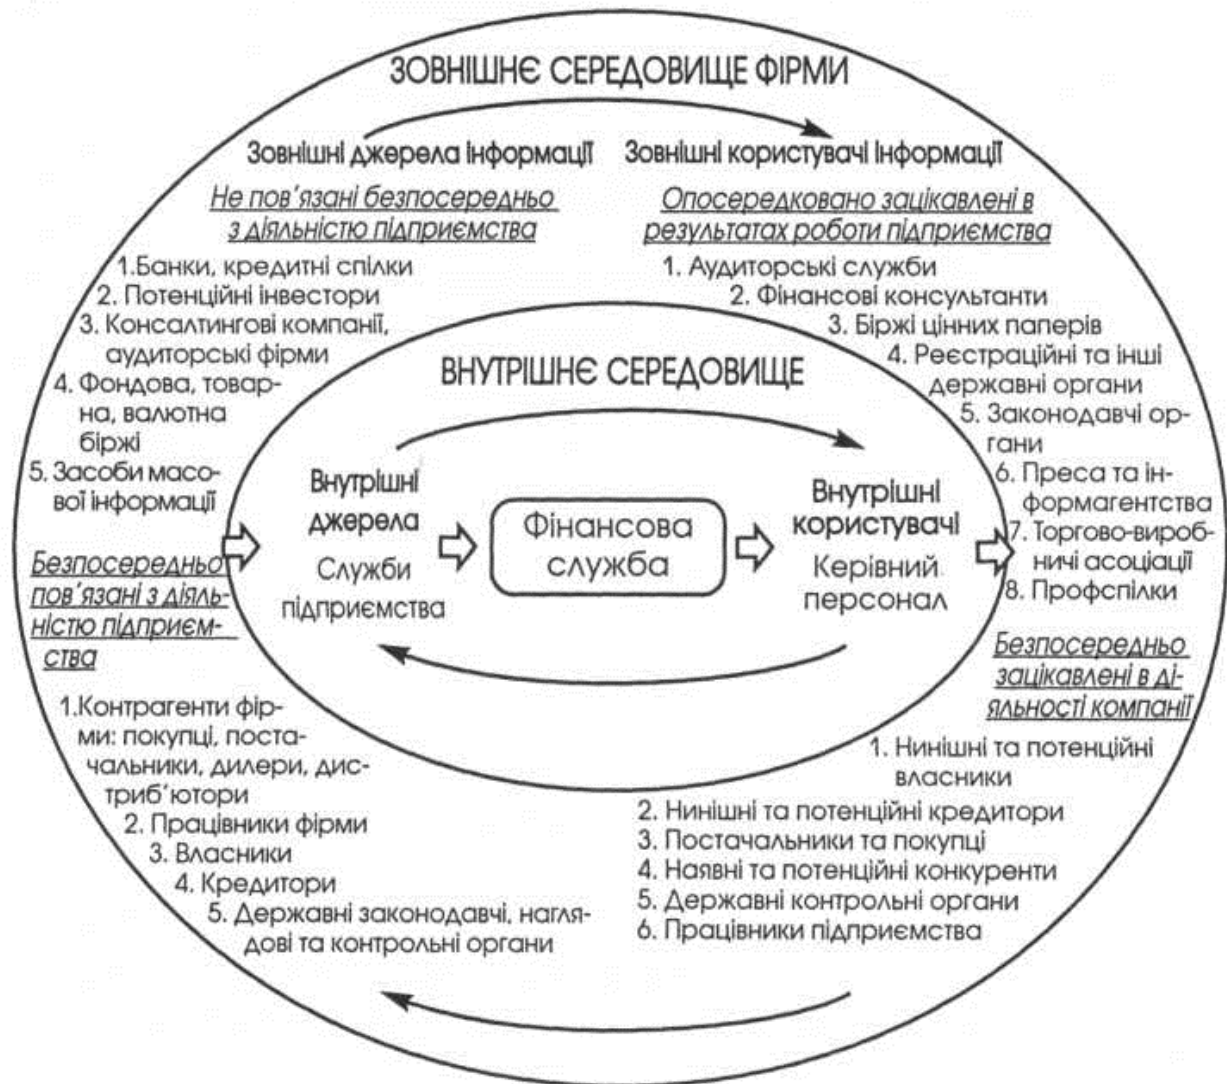 ЗОВНІШНЄ СЕРЕДОВИЩЕ ФІРМИ
Зовнішні джерела інформації
Не пов'язані безпосередньо
з діяльністю підприємства
1.Банки, кредитні спілки
2. Потенційні інвестори
3. Консалтингові компанії,
аудиторські фірми
4. Фондова, товар-
на, валютна
біржі
5. Засоби масо-
вої інформації
Безпосередньо
пов'язані з діяль-
ністю підприєм-
ства
1.Контрагенти фір-
ми: покупці, поста-
чальники, дилери, дис-
триб'ютори
2. Працівники фірми
3. Власники
4. Кредитори
5. Державні законодавчі, нагля-
дові та контрольні органи
Зовнішні користувачі інформації
Опосередковано зацікавлені в
результатах роботи підприємства
1. Аудиторські служби
2. Фінансові консультанти
3. Біржі цінних паперів
4. Реєстраційні та інші
державні органи
5. Законодавчі ор-
гани
6. Преса та ін-
формагентства
7. Торгово-вироб-
ничі асоціації
8. Профспілки
Безпосередньо
зацікавлені в ді-
яльності компанії
1. Нинішні та потенційні
власники
2. Нинішні та потенційні кредитори
3. Постачальники та покупці
4. Наявні та потенційні конкуренти
5. Державні контрольні органи
6. Працівники підприємства
ВНУТРІШНЄ СЕРЕДОВИЩЕ
Внутрішні
джерела
Служби
підприємства
Фінансова
служба
Внутрішні
користувачі
Керівний
персонал